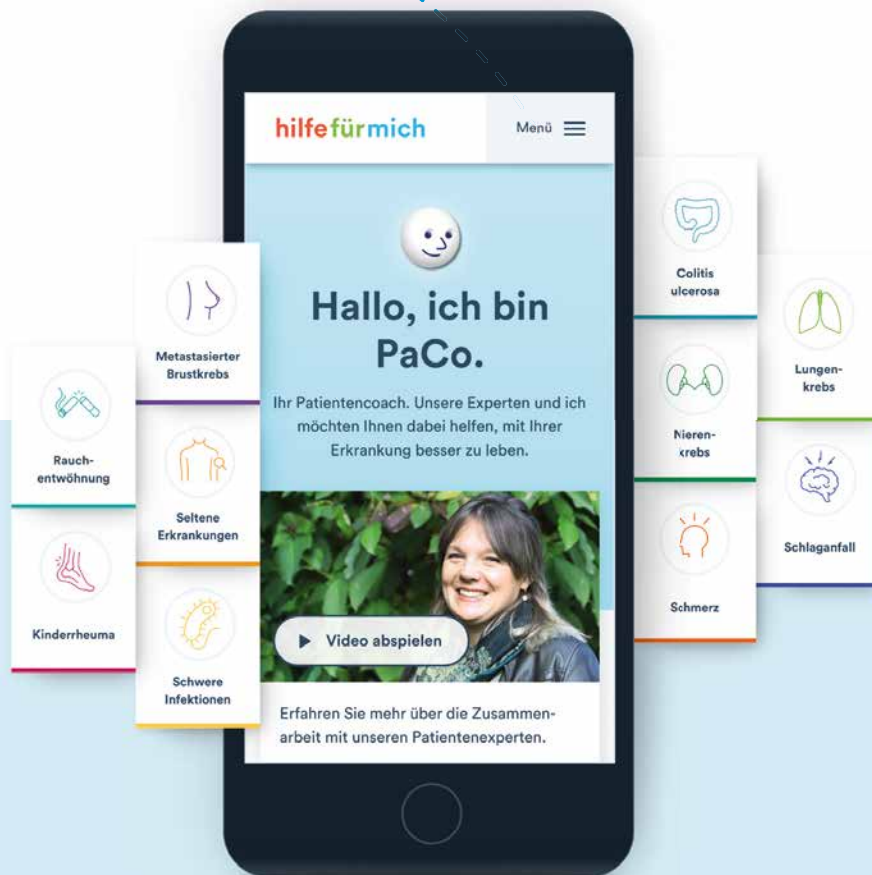 hilfefürmich
Menü
Hallo, ich bin
PaCo.
Ihr Patientencoach. Unsere Experten und ich
möchten Ihnen dabei helfen, mit Ihrer
Erkrankung besser zu leben.
Video abspielen
Erfahren Sie mehr über die Zusammen-
arbeit mit unseren Patientenexperten.
Rauch-
entwöhnung
Kinderrheuma
Metastasierter
Brustkrebs
Seltene
Erkrankungen
Schwere
Infektionen
Colitis
ulcerosa
Nieren-
krebs
Schmerz
Lungen-
krebs
Schlaganfall